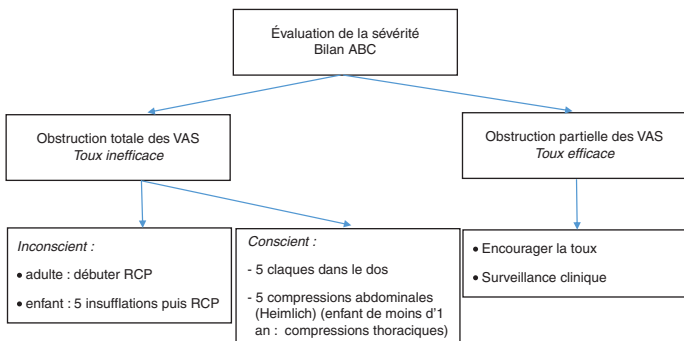 Évaluation de la sévérité
Bilan ABC
Obstruction totale des VAS
Toux inefficace
Obstruction partielle des VAS
Toux efficace
Inconscient :
• adulte : débuter RCP
• enfant : 5 insufflations puis RCP
Conscient :
- 5 claques dans le dos
- 5 compressions abdominales
(Heimlich) (enfant de moins d'1
an : compressions thoraciques)
• Encourager la toux
• Surveillance clinique